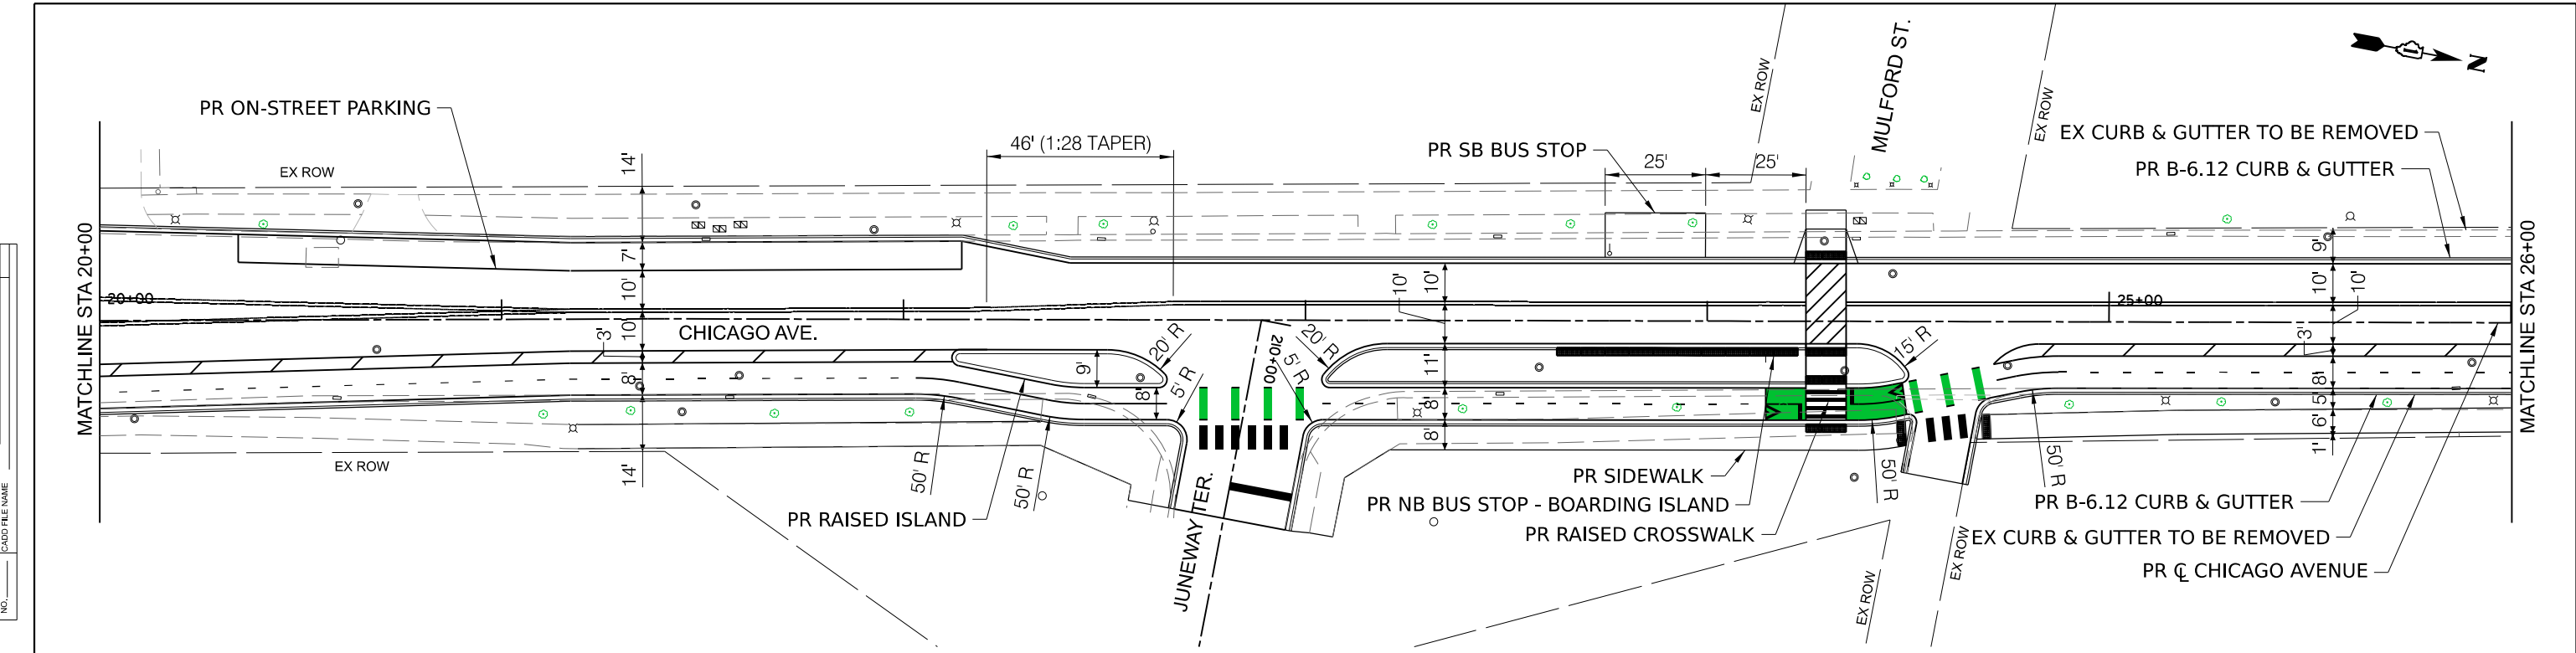 MULFORD ST.
EX ROW
EX ROW
N
PR ON-STREET PARKING
EX CURB & GUTTER TO BE REMOVED
46' (1:28 TAPER)
PR SB BUS STOP
25'
25'
PR B-6.12 CURB & GUTTER
14'
EX ROW
MATCHLINE STA 20+00
7'
10'
10'
3'
8'
14'
20+00
CHICAGO AVE.
9'
20' R
8'
5' R
210+00
20' R
5' R
10'
10'
11'
8'
8'
15' R
25+00
9'
10'
10'
3'
8'
5'
6'
1'
MATCHLINE STA 26+00
EX ROW
50' R
50' R
PR RAISED ISLAND
JUNEWAY TER.
PR SIDEWALK
PR NB BUS STOP - BOARDING ISLAND
PR RAISED CROSSWALK
50' R
50' R
PR B-6.12 CURB & GUTTER
EX CURB & GUTTER TO BE REMOVED
PR ℄ CHICAGO AVENUE
EX ROW
EX ROW
CADD FILE NAME
NO.